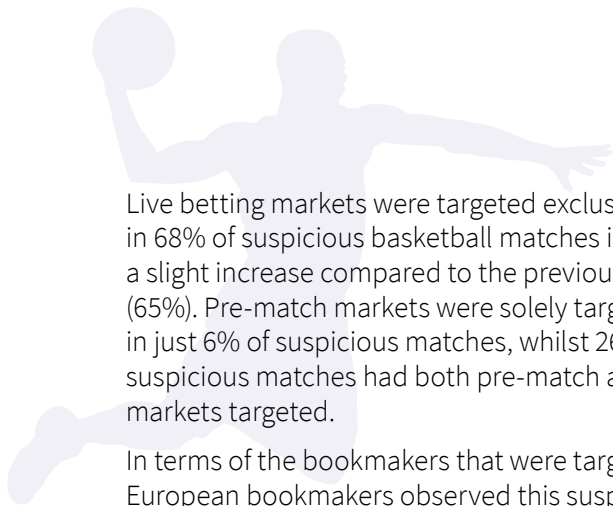 Live betting markets were targeted
in 68% of suspicious basketball matches
a slight increase compared to the previous
(65%). Pre-match markets were solely
in just 6% of suspicious matches, whilst
suspicious matches had both pre-match
markets targeted.
In terms of the bookmakers that were
European bookmakers observed this